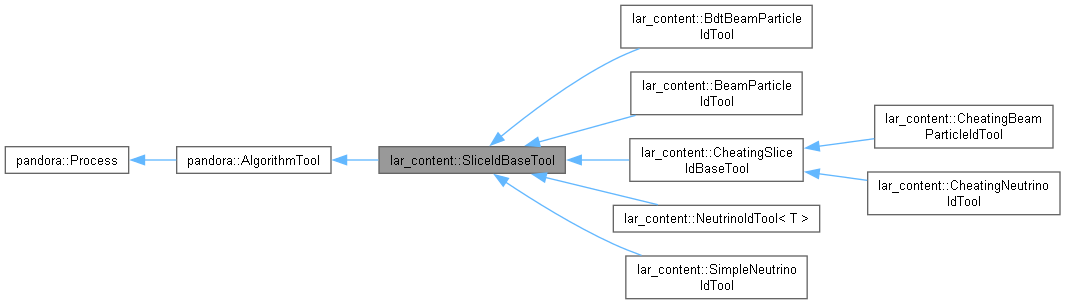 pandora::Process
pandora::AlgorithmTool
lar_content::SliceIdBaseTool
lar_content::BdtBeamParticle
IdTool
lar_content::BeamParticle
IdTool
lar_content::CheatingSlice
IdBaseTool
lar_content::NeutrinoIdTool< T >
lar_content::SimpleNeutrino
IdTool
lar_content::CheatingBeam
ParticleIdTool
lar_content::CheatingNeutrino
IdTool